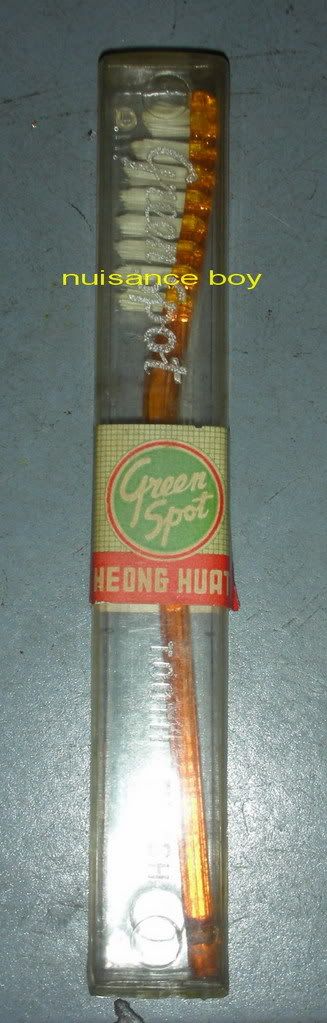 Green Spot
nuisance boy
Green
Spot
HEONG HUAT